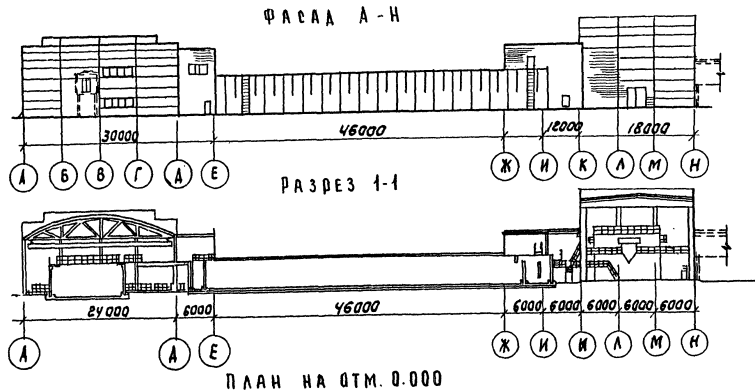 ФАСАД А-Н
30000 46000 12000 18000
А Б В Г Д Е Ж И К Л М Н
РАЗРЕЗ 1-1
24000 6000 46000 6000 6000 6000 6000 6000
А Д Е Ж И И Л М Н
ПЛАН НА ОТМ. 0.000